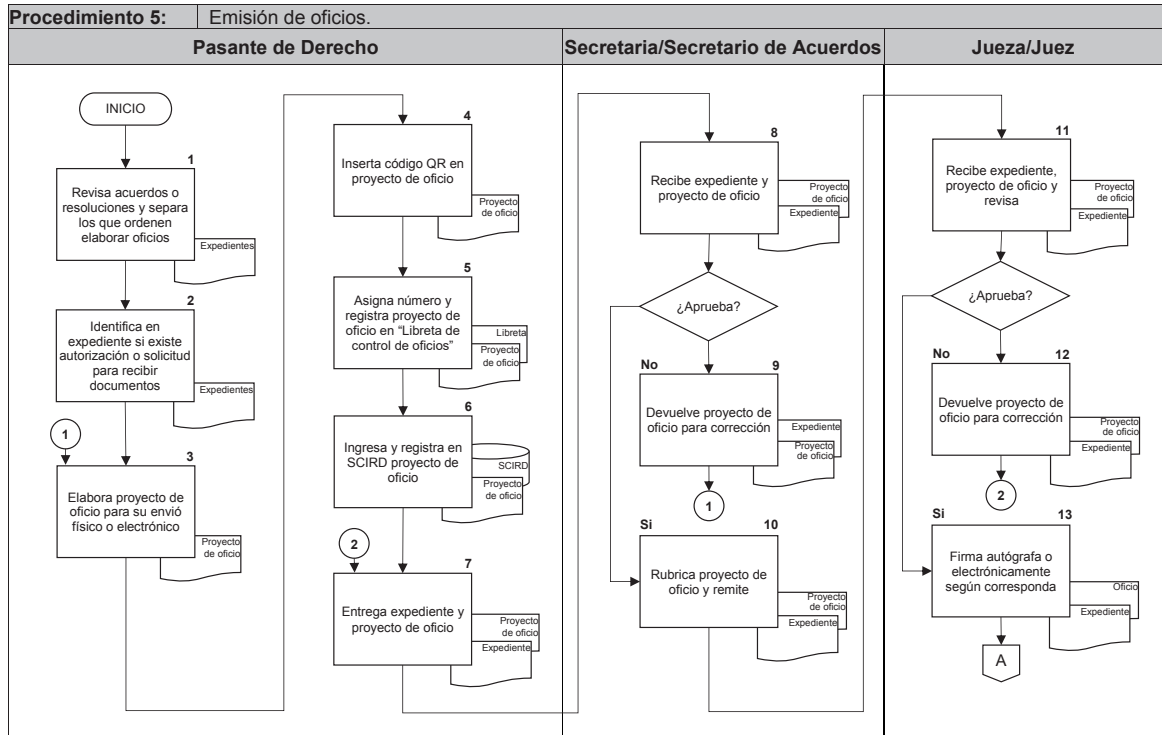 Procedimiento 5: Emisión de oficios.
Pasante de Derecho
Secretaria/Secretario de Acuerdos
Jueza/Juez
INICIO
1
Revisa acuerdos o
resoluciones y separa
los que ordenen
elaborar oficios
Expedientes
2
Identifica en
expediente si existe
autorización o solicitud
para recibir
documentos
Expedientes
1
3
Elabora proyecto de
oficio para su envió
físico o electrónico
Proyecto
de oficio
4
Inserta código QR en
proyecto de oficio
Proyecto
de oficio
5
Asigna número y
registra proyecto de
oficio en “Libreta de
control de oficios”
Libreta
Proyecto
de oficio
6
Ingresa y registra en
SCIRD proyecto de
oficio
SCIRD
Proyecto
de oficio
2
7
Entrega expediente y
proyecto de oficio
Proyecto
de oficio
Expediente
8
Recibe expediente y
proyecto de oficio
Proyecto
de oficio
Expediente
¿Aprueba?
No
9
Devuelve proyecto de
oficio para corrección
Expediente
Proyecto
de oficio
1
Si
10
Rubrica proyecto de
oficio y remite
Proyecto
de oficio
Expediente
11
Recibe expediente,
proyecto de oficio y
revisa
Proyecto
de oficio
Expediente
¿Aprueba?
No
12
Devuelve proyecto de
oficio para corrección
Proyecto
de oficio
Expediente
2
Si
13
Firma autógrafa o
electrónicamente
según corresponda
Oficio
Expediente
A